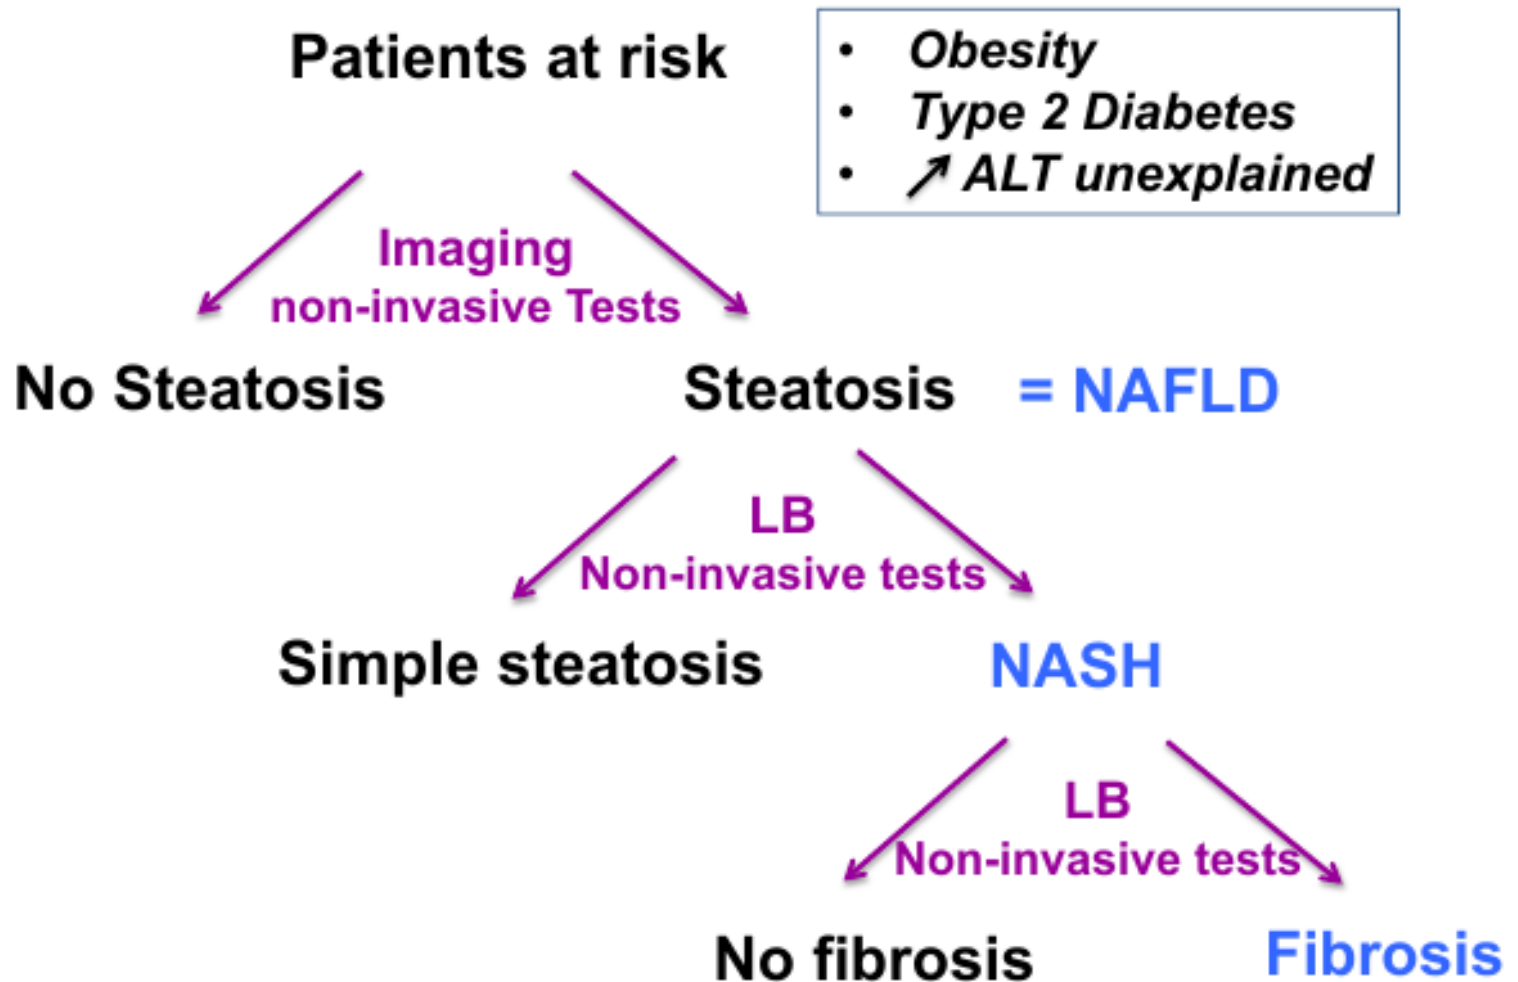 Patients at risk
• Obesity
• Type 2 Diabetes
• ↗ ALT unexplained
Imaging
non-invasive Tests
No Steatosis
Steatosis = NAFLD
LB
Non-invasive tests
Simple steatosis
NASH
LB
Non-invasive tests
No fibrosis
Fibrosis